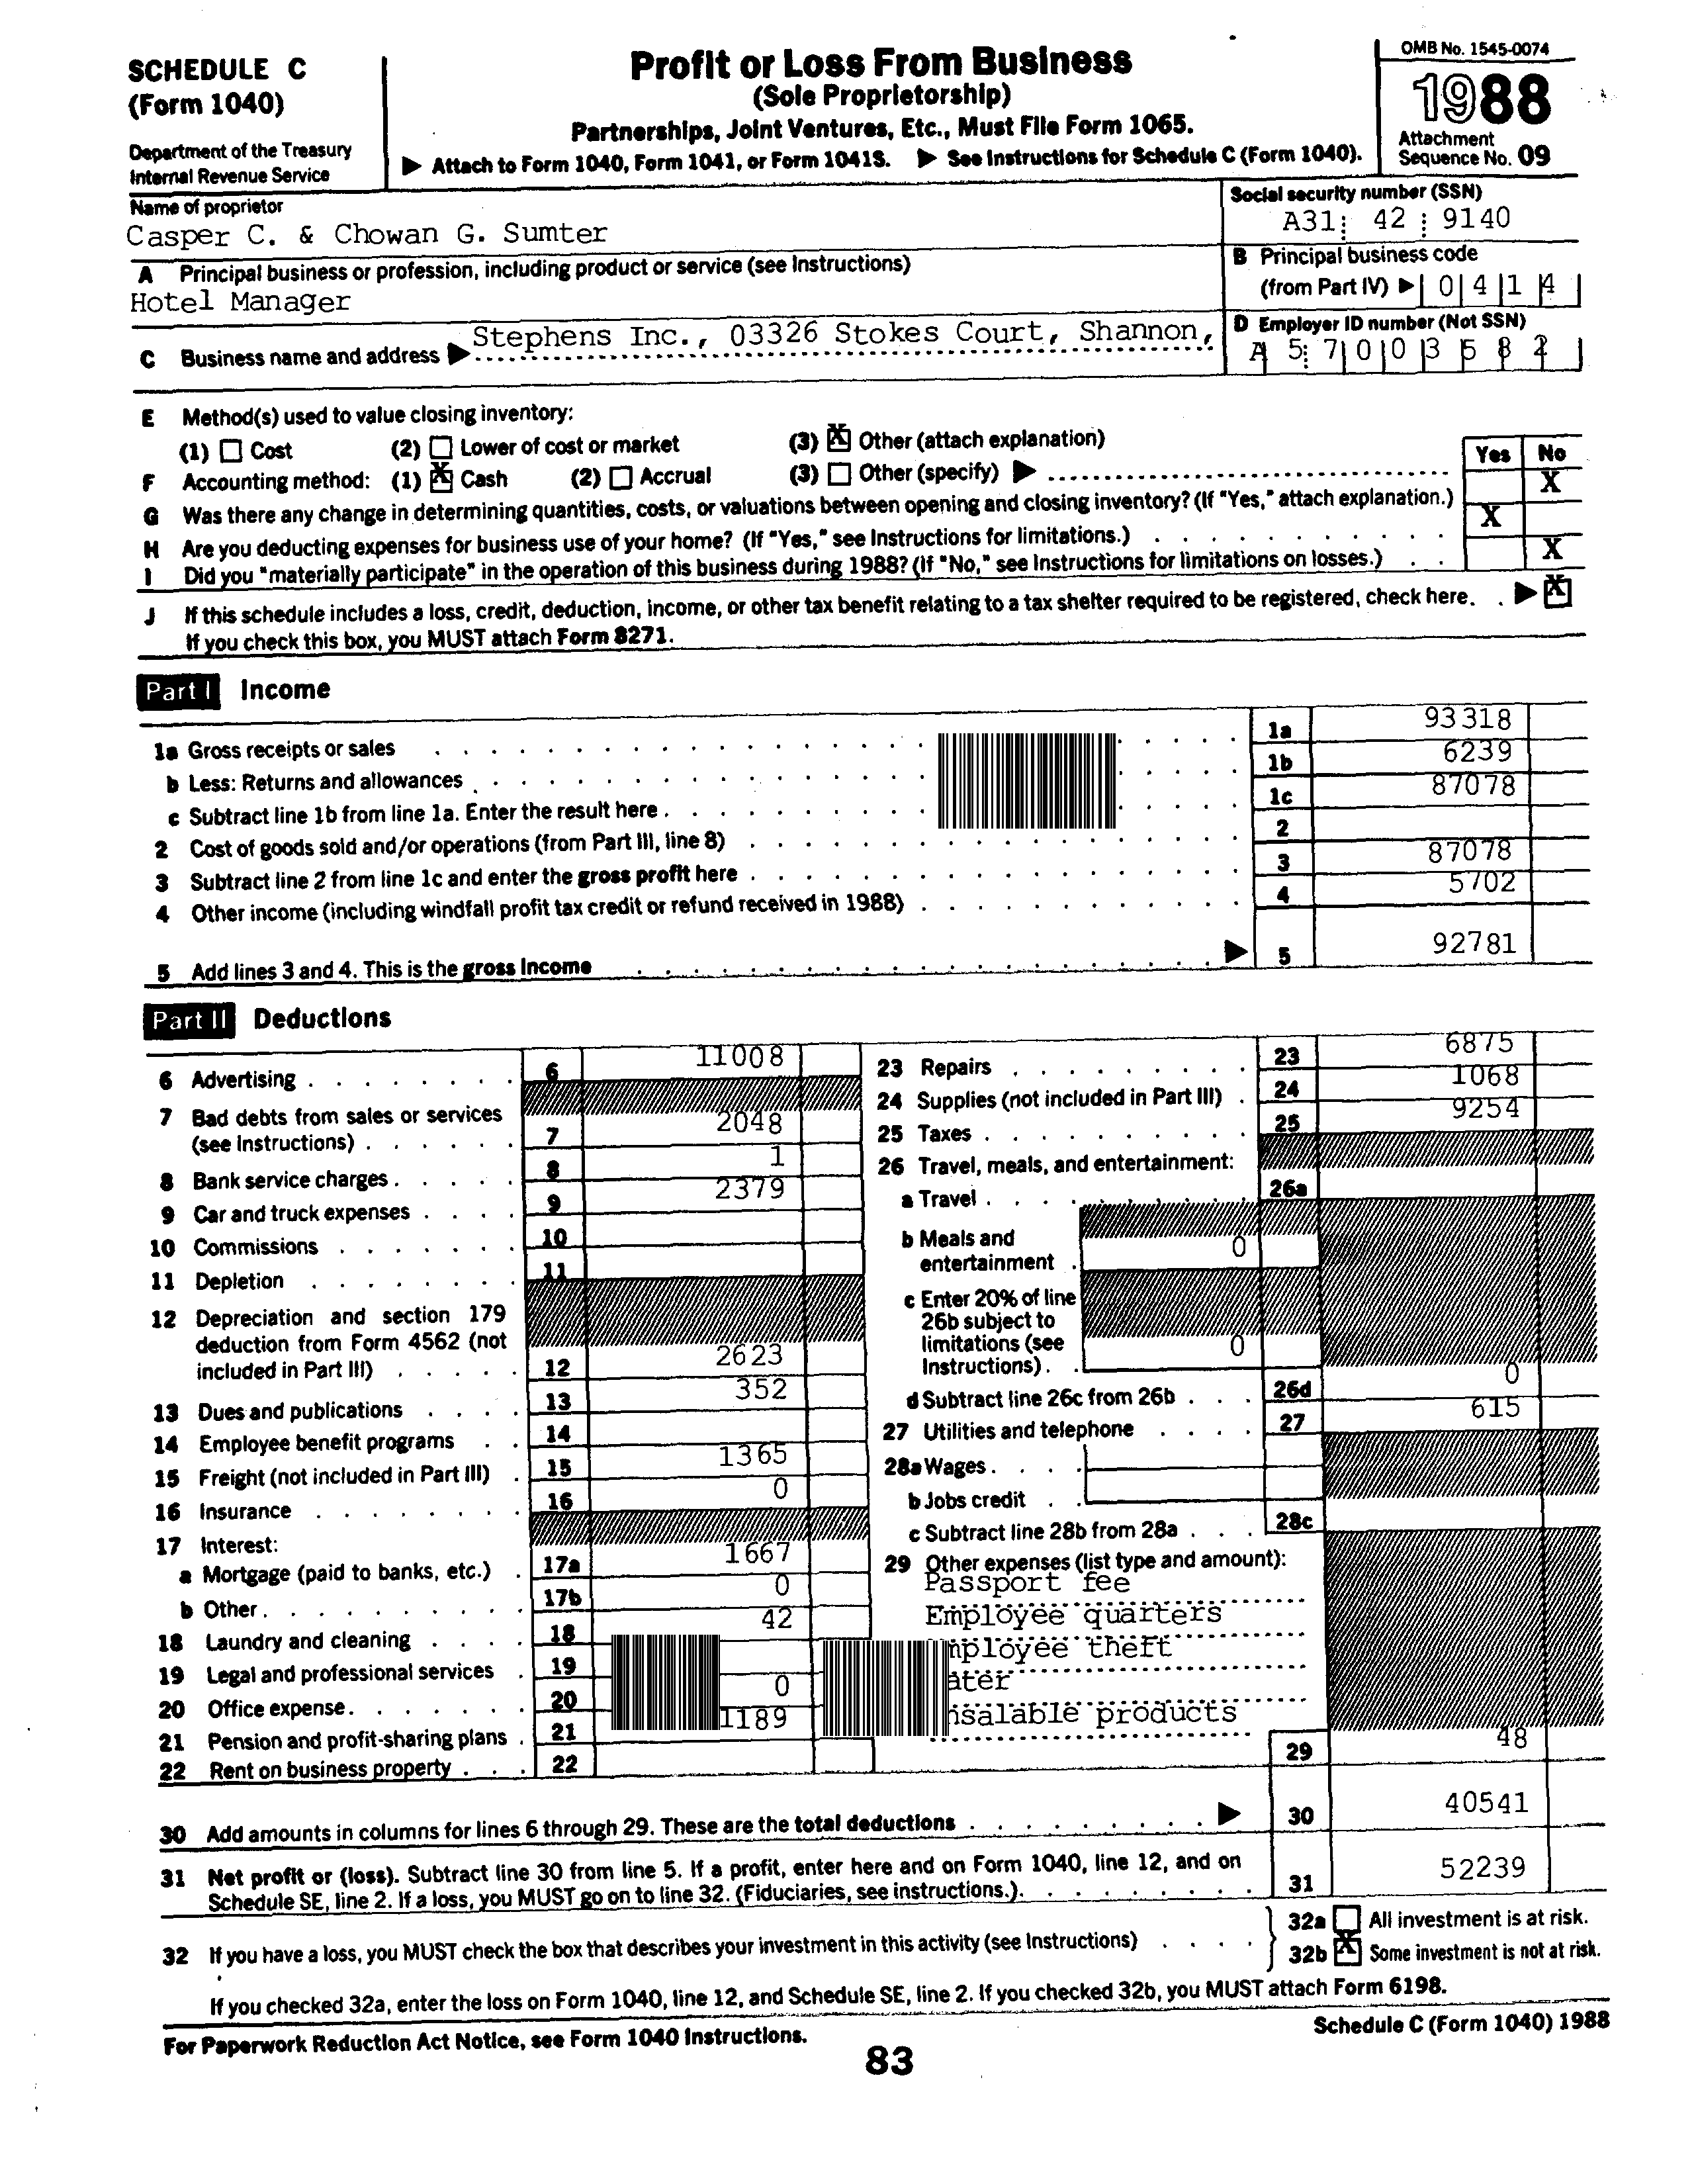 SCHEDULE C
(Form 1040)
Department of the Treasury
Internal Revenue Service
Profit or Loss From Business
(Sole Proprietorship)
Partnerships, Joint Ventures, Etc., Must File Form 1065.
▶ Attach to Form 1040, Form 1041, or Form 1041S. ▶ See Instructions for Schedule C (Form 1040).
OMB No. 1545-0074
1988
Attachment
Sequence No. 09
Name of proprietor
Casper C. & Chowan G. Sumter
Social security number (SSN)
A31 42 9140
A Principal business or profession, including product or service (see Instructions)
Hotel Manager
B Principal business code
(from Part IV) ▶ 0 4 1 4
C Business name and address ▶ Stephens Inc., 03326 Stokes Court, Shannon,
D Employer ID number (Not SSN)
A 5 7 0 0 3 5 8 2
E Method(s) used to value closing inventory:
(1) Cost (2) Lower of cost or market (3) X Other (attach explanation)
F Accounting method: (1) X Cash (2) Accrual (3) Other (specify) ▶
Yes No
G Was there any change in determining quantities, costs, or valuations between opening and closing inventory? (If "Yes," attach explanation.) X
H Are you deducting expenses for business use of your home? (If "Yes," see Instructions for limitations.) X
I Did you "materially participate" in the operation of this business during 1988? (If "No," see Instructions for limitations on losses.) X
J If this schedule includes a loss, credit, deduction, income, or other tax benefit relating to a tax shelter required to be registered, check here. ▶ X
If you check this box, you MUST attach Form 8271.
Part I Income
1a Gross receipts or sales 1a 93318
b Less: Returns and allowances 1b 6239
c Subtract line 1b from line 1a. Enter the result here 1c 87078
2 Cost of goods sold and/or operations (from Part III, line 8) 2
3 Subtract line 2 from line 1c and enter the gross profit here 3 87078
4 Other income (including windfall profit tax credit or refund received in 1988) 4 5702
5 Add lines 3 and 4. This is the gross income ▶ 5 92781
Part II Deductions
6 Advertising 6 11008
7 Bad debts from sales or services
(see Instructions) 7 2048
8 Bank service charges 8 1
9 Car and truck expenses 9 2379
10 Commissions 10
11 Depletion 11
12 Depreciation and section 179
deduction from Form 4562 (not
included in Part III) 12 2623
13 Dues and publications 13 352
14 Employee benefit programs 14
15 Freight (not included in Part III) 15 1365
16 Insurance 16 0
17 Interest:
a Mortgage (paid to banks, etc.) 17a 1667
b Other 17b 0
18 Laundry and cleaning 18 42
19 Legal and professional services 19
20 Office expense 20 0
21 Pension and profit-sharing plans 21 1189
22 Rent on business property 22
23 Repairs 23 6875
24 Supplies (not included in Part III) 24 1068
25 Taxes 25 9254
26 Travel, meals, and entertainment:
a Travel 26a
b Meals and
entertainment 0
c Enter 20% of line
26b subject to
limitations (see
Instructions) 0
d Subtract line 26c from 26b 26d 0
27 Utilities and telephone 27 615
28a Wages
b Jobs credit
c Subtract line 28b from 28a 28c
29 Other expenses (list type and amount):
Passport fee
Employee quarters
mployee theft
ater
nsalable products
29 48
30 Add amounts in columns for lines 6 through 29. These are the total deductions ▶ 30 40541
31 Net profit or (loss). Subtract line 30 from line 5. If a profit, enter here and on Form 1040, line 12, and on
Schedule SE, line 2. If a loss, you MUST go on to line 32. (Fiduciaries, see instructions.) 31 52239
32 If you have a loss, you MUST check the box that describes your investment in this activity (see Instructions)
32a All investment is at risk.
32b X Some investment is not at risk.
If you checked 32a, enter the loss on Form 1040, line 12, and Schedule SE, line 2. If you checked 32b, you MUST attach Form 6198.
For Paperwork Reduction Act Notice, see Form 1040 Instructions.
Schedule C (Form 1040) 1988
83